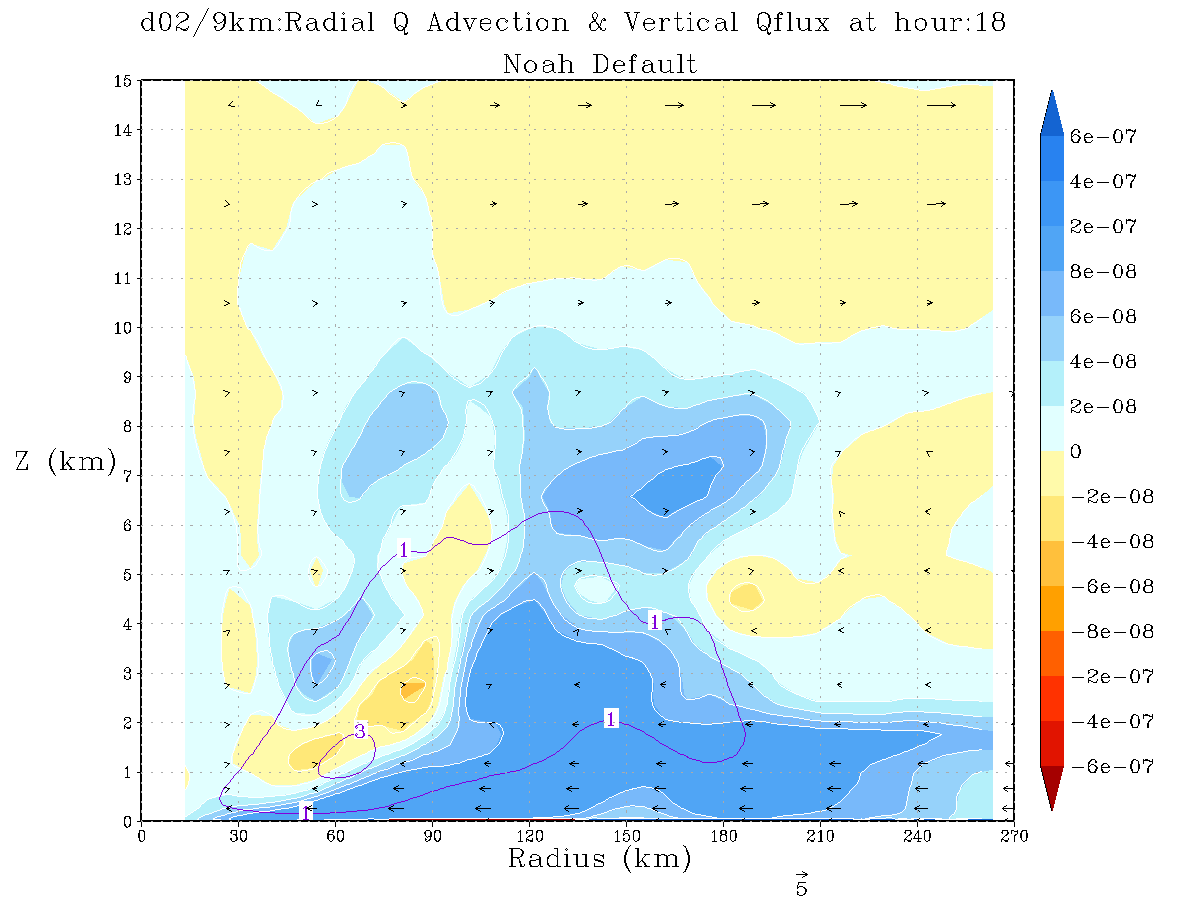 d02/9km:Radial Q Advection & Vertical Qflux at hour:18
Noah Default
15
14
13
12
11
10
9
8
7
6
5
4
3
2
1
0
Z (km)
1
1
1
3
1
0 30 60 90 120 150 180 210 240 270
Radius (km)
5
6e-07
4e-07
2e-07
8e-08
6e-08
4e-08
2e-08
0
-2e-08
-4e-08
-6e-08
-8e-08
-2e-07
-4e-07
-6e-07